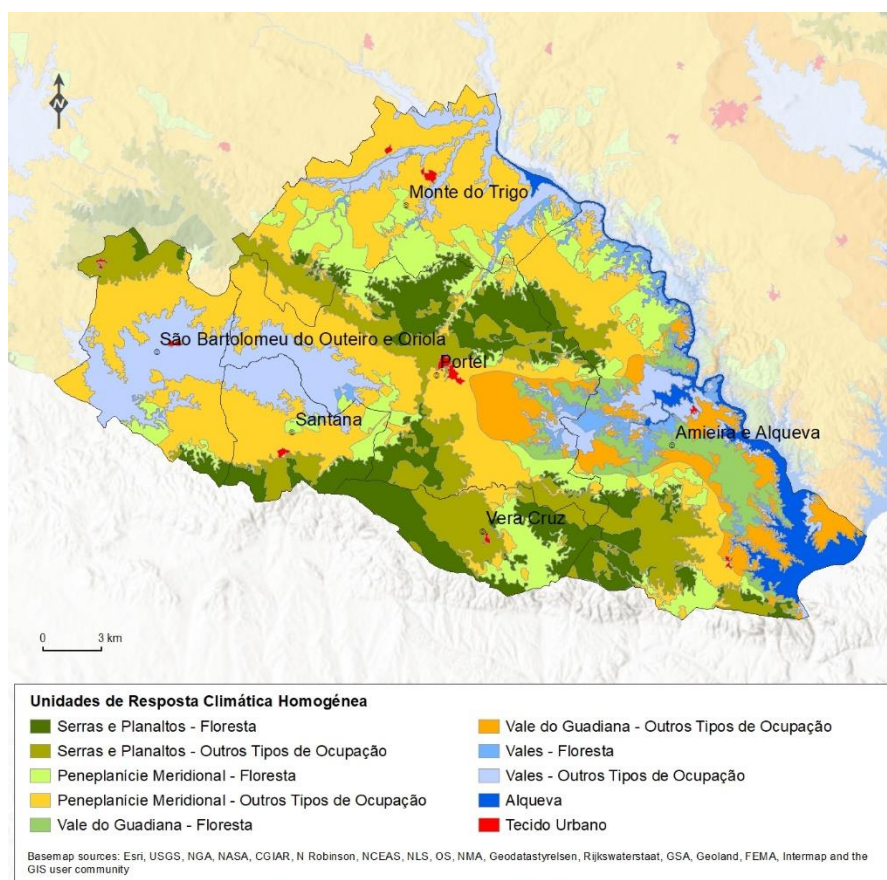 N
Monte do Trigo
São Bartolomeu do Outeiro e Oriola
Portel
Santana
Amieira e Alqueva
Vera Cruz
0 3 km
Unidades de Resposta Climática Homogénea
Serras e Planaltos - Floresta
Serras e Planaltos - Outros Tipos de Ocupação
Peneplanície Meridional - Floresta
Peneplanície Meridional - Outros Tipos de Ocupação
Vale do Guadiana - Floresta
Vale do Guadiana - Outros Tipos de Ocupação
Vales - Floresta
Vales - Outros Tipos de Ocupação
Alqueva
Tecido Urbano
Basemap sources: Esri, USGS, NGA, NASA, CGIAR, N Robinson, NCEAS, NLS, OS, NMA, Geodatastyrelsen, Rijkswaterstaat, GSA, Geoland, FEMA, Intermap and the
GIS user community